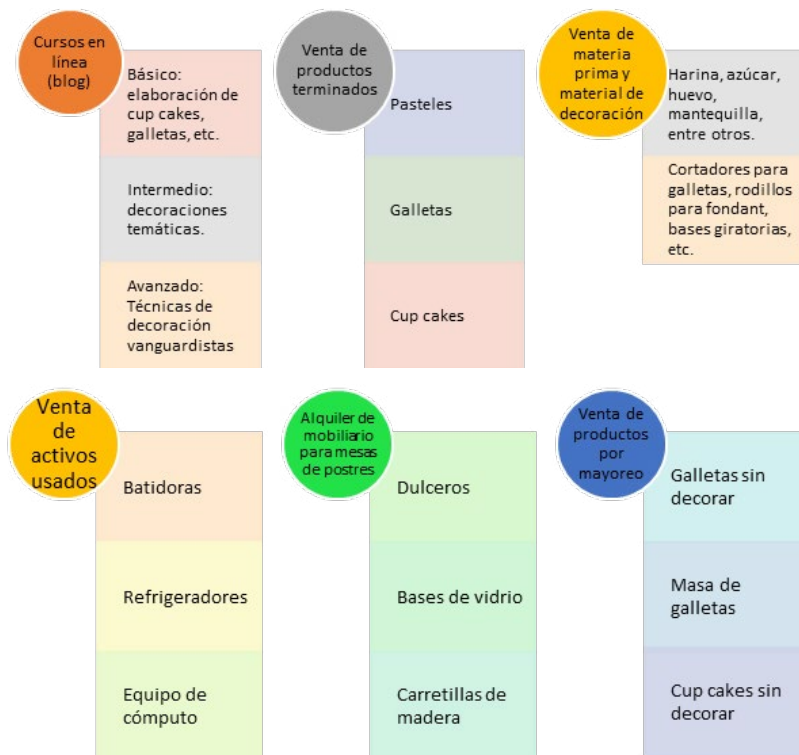 Cursos en
línea
(blog)
Básico:
elaboración de
cup cakes,
galletas, etc.
Intermedio:
decoraciones
temáticas.
Avanzado:
Técnicas de
decoración
vanguardistas
Venta de
productos
terminados
Pasteles
Galletas
Cup cakes
Venta de
materia
prima y
material de
decoración
Harina, azúcar,
huevo,
mantequilla,
entre otros.
Cortadores para
galletas, rodillos
para fondant,
bases giratorias,
etc.
Venta
de
activos
usados
Batidoras
Refrigeradores
Equipo de
cómputo
Alquiler de
mobiliario
para mesas
de postres
Dulceros
Bases de vidrio
Carretillas de
madera
Venta de
productos
por
mayoreo
Galletas sin
decorar
Masa de
galletas
Cup cakes sin
decorar